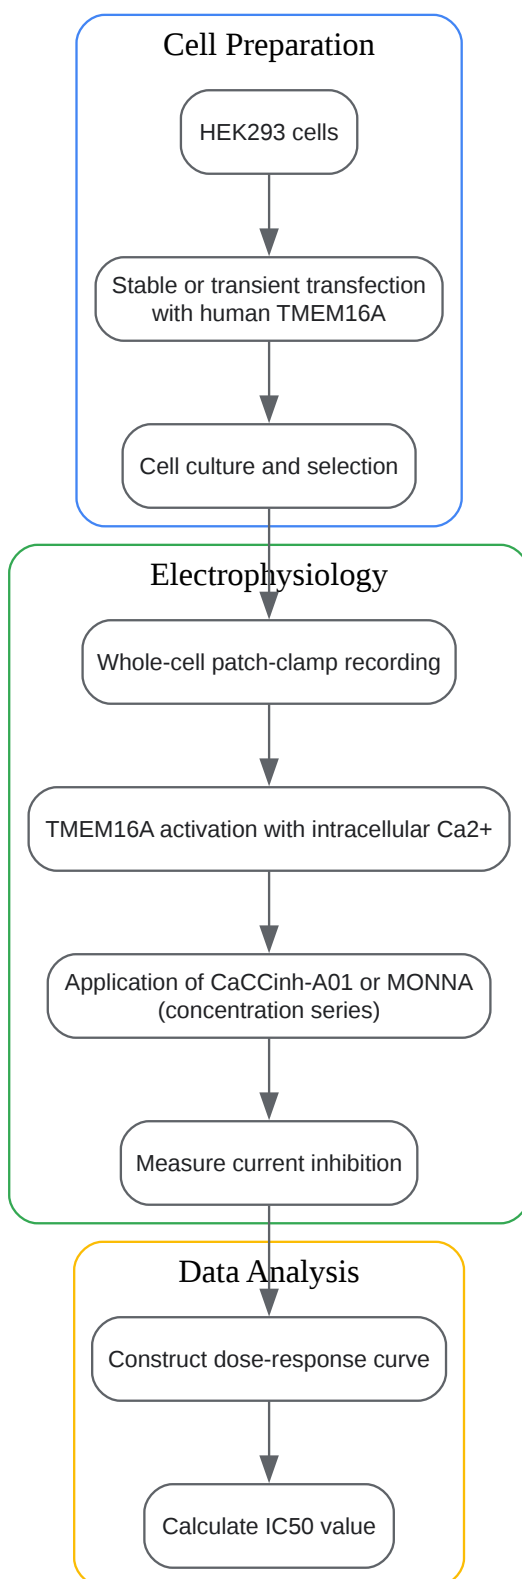 Cell Preparation
HEK293 cells
Stable or transient transfection
with human TMEM16A
Cell culture and selection
Electrophysiology
Whole-cell patch-clamp recording
TMEM16A activation with intracellular Ca2+
Application of CaCCinh-A01 or MONNA
(concentration series)
Measure current inhibition
Data Analysis
Construct dose-response curve
Calculate IC50 value